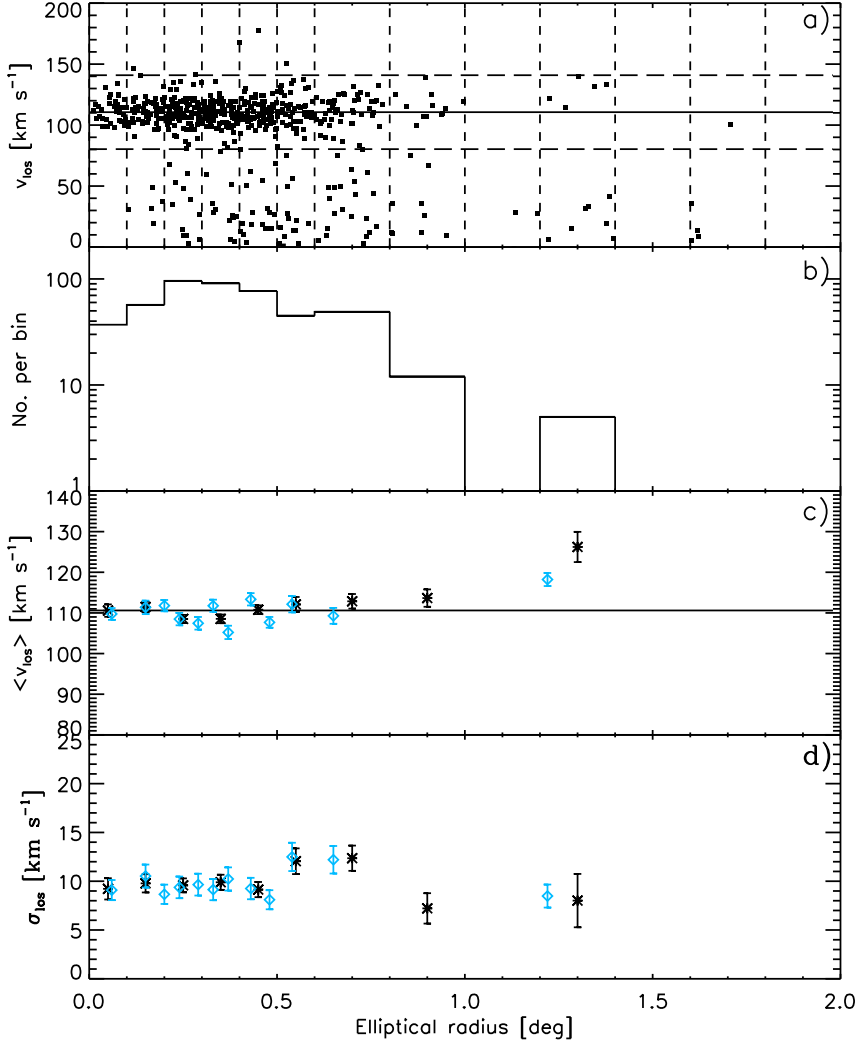 a)
200
150
100
50
0
v_los [km s⁻¹]
b)
100
10
1
No. per bin
c)
140
130
120
110
100
90
80
<v_los> [km s⁻¹]
d)
25
20
15
10
5
0
σ_los [km s⁻¹]
0.0 0.5 1.0 1.5 2.0
Elliptical radius [deg]